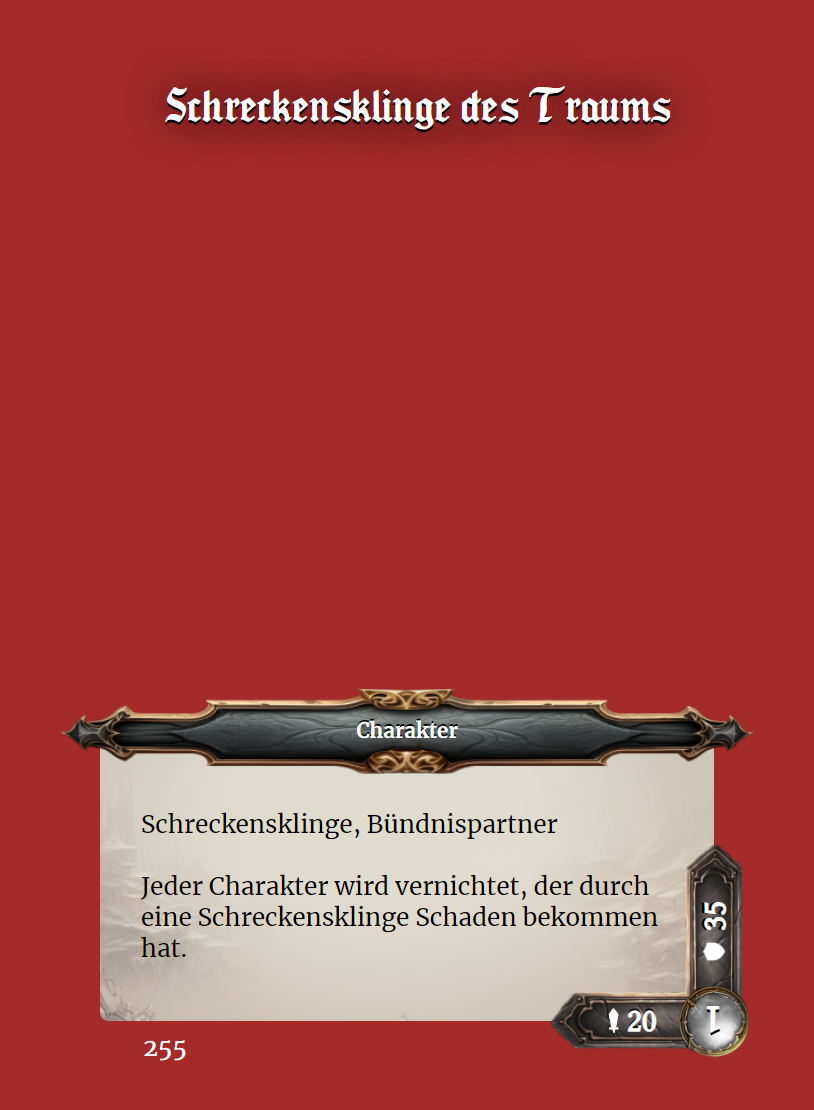 Schreckensklinge des Traums
Charakter
Schreckensklinge, Bündnispartner
Jeder Charakter wird vernichtet, der durch
eine Schreckensklinge Schaden bekommen
hat.
35
20
1
255